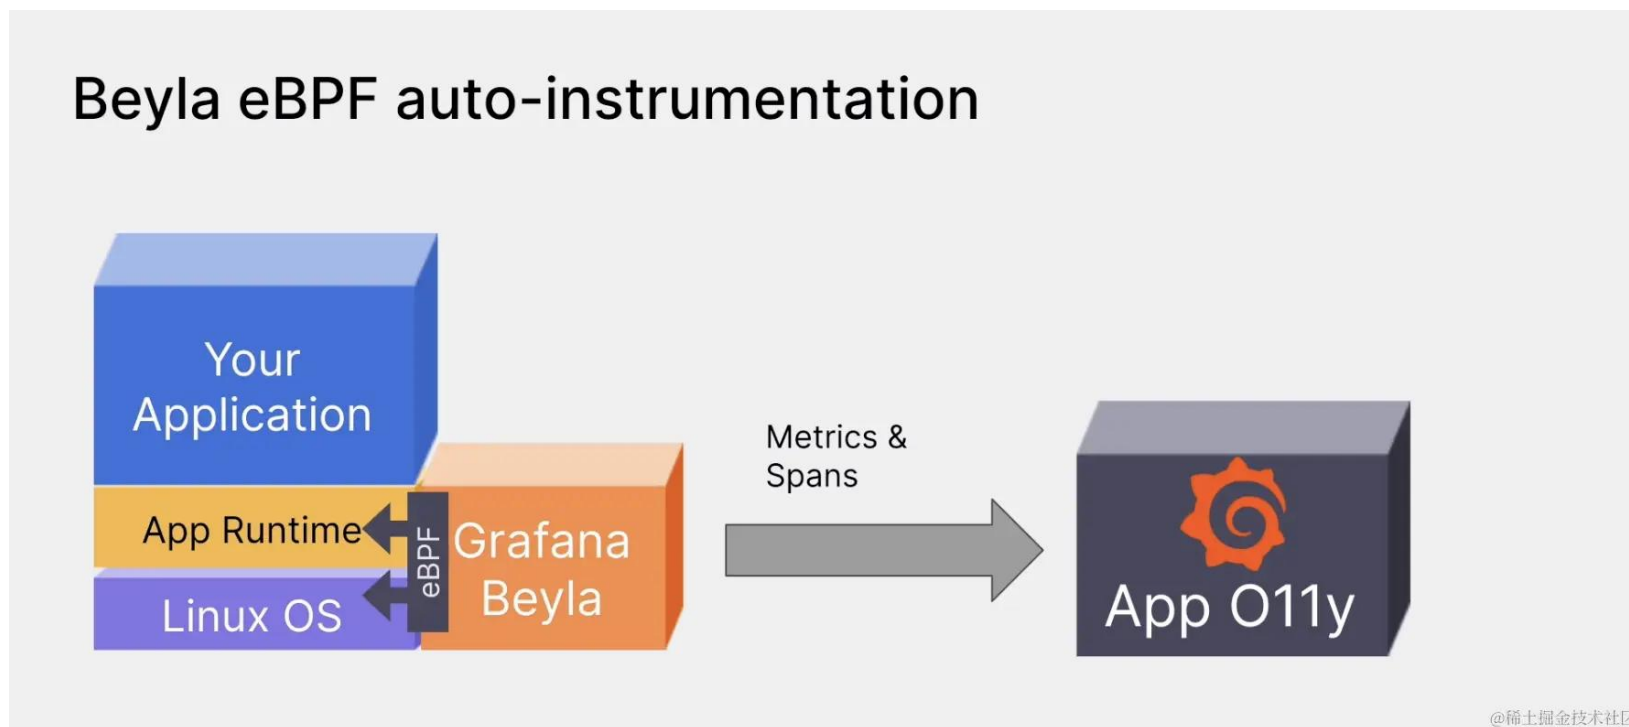 Beyla eBPF auto-instrumentation
Your
Application
App Runtime
Linux OS
eBPF
Grafana
Beyla
Metrics &
Spans
App O11y
@稀土掘金技术社区